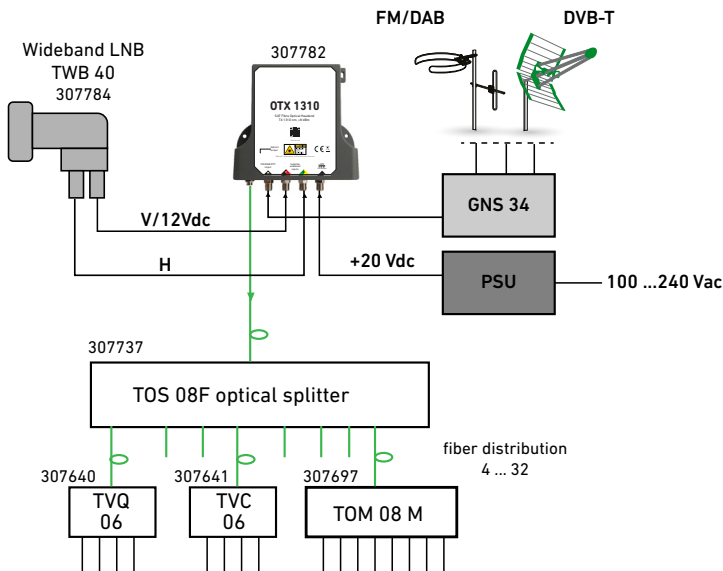 FM/DAB
DVB-T
Wideband LNB
TWB 40
307784
307782
OTX 1310
GNS 34
V/12Vdc
H
+20 Vdc
PSU
100 ...240 Vac
307737
TOS 08F optical splitter
fiber distribution
4 ... 32
307640
307641
307697
TVQ
06
TVC
06
TOM 08 M